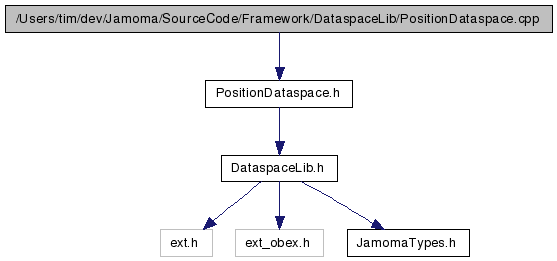 /Users/tim/dev/Jamoma/SourceCode/Framework/DataspaceLib/PositionDataspace.cpp
PositionDataspace.h
DataspaceLib.h
ext.h
ext_obex.h
JamomaTypes.h